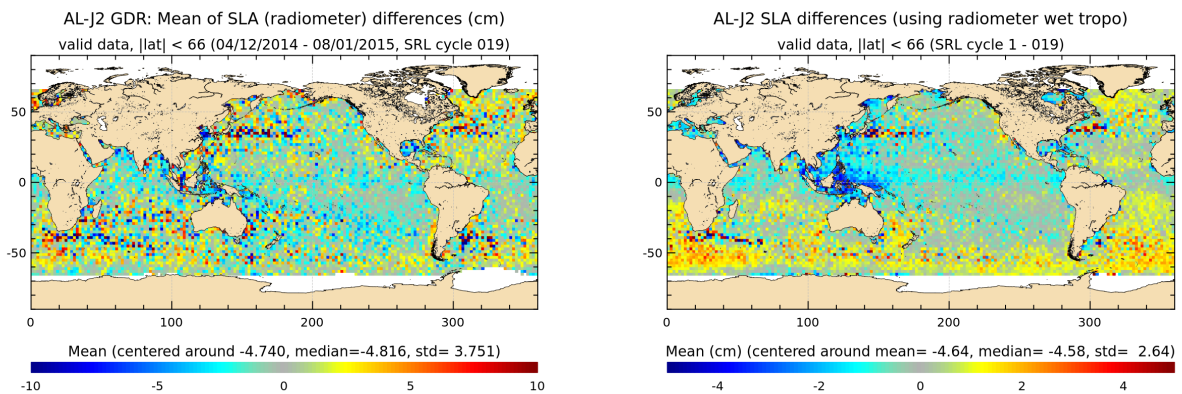 AL-J2 GDR: Mean of SLA (radiometer) differences (cm)
valid data, |lat| < 66 (04/12/2014 - 08/01/2015, SRL cycle 019)
50
0
-50
0 100 200 300
Mean (centered around -4.740, median=-4.816, std= 3.751)
-10 -5 0 5 10
AL-J2 SLA differences (using radiometer wet tropo)
valid data, |lat| < 66 (SRL cycle 1 - 019)
50
0
-50
0 100 200 300
Mean (cm) (centered around mean= -4.64, median= -4.58, std= 2.64)
-4 -2 0 2 4